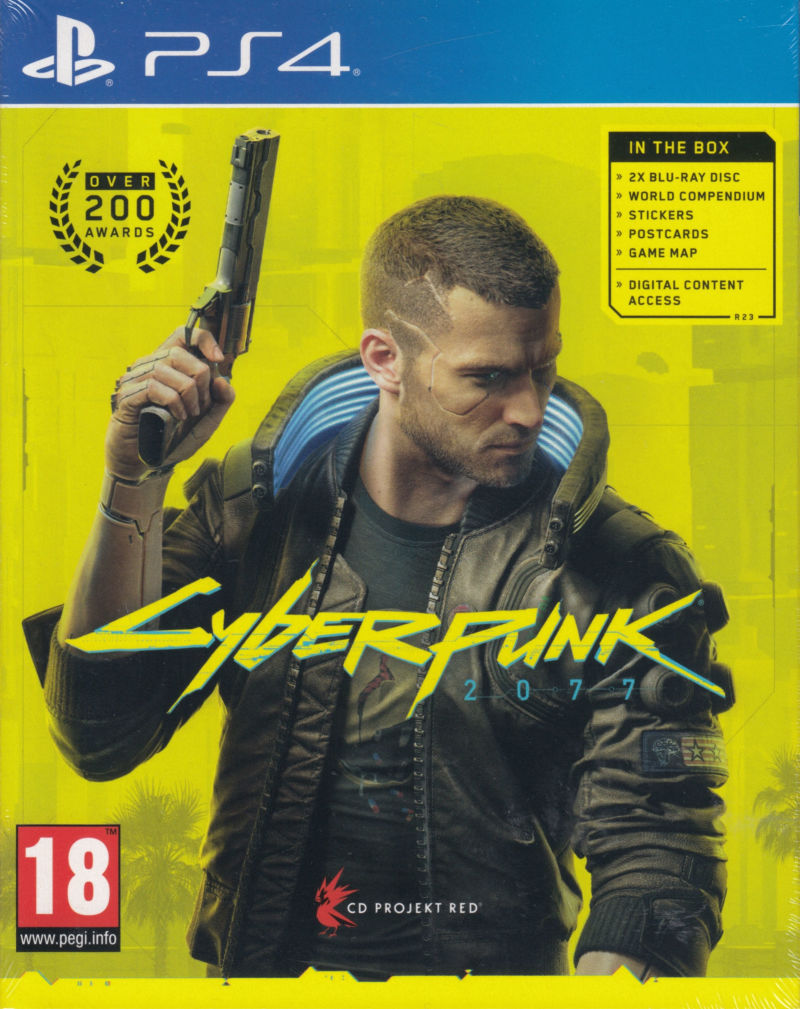 PS4
OVER
200
AWARDS
IN THE BOX
» 2X BLU-RAY DISC
» WORLD COMPENDIUM
» STICKERS
» POSTCARDS
» GAME MAP
» DIGITAL CONTENT
ACCESS
R23
Cyberpunk
2077
18™
www.pegi.info
CD PROJEKT RED®